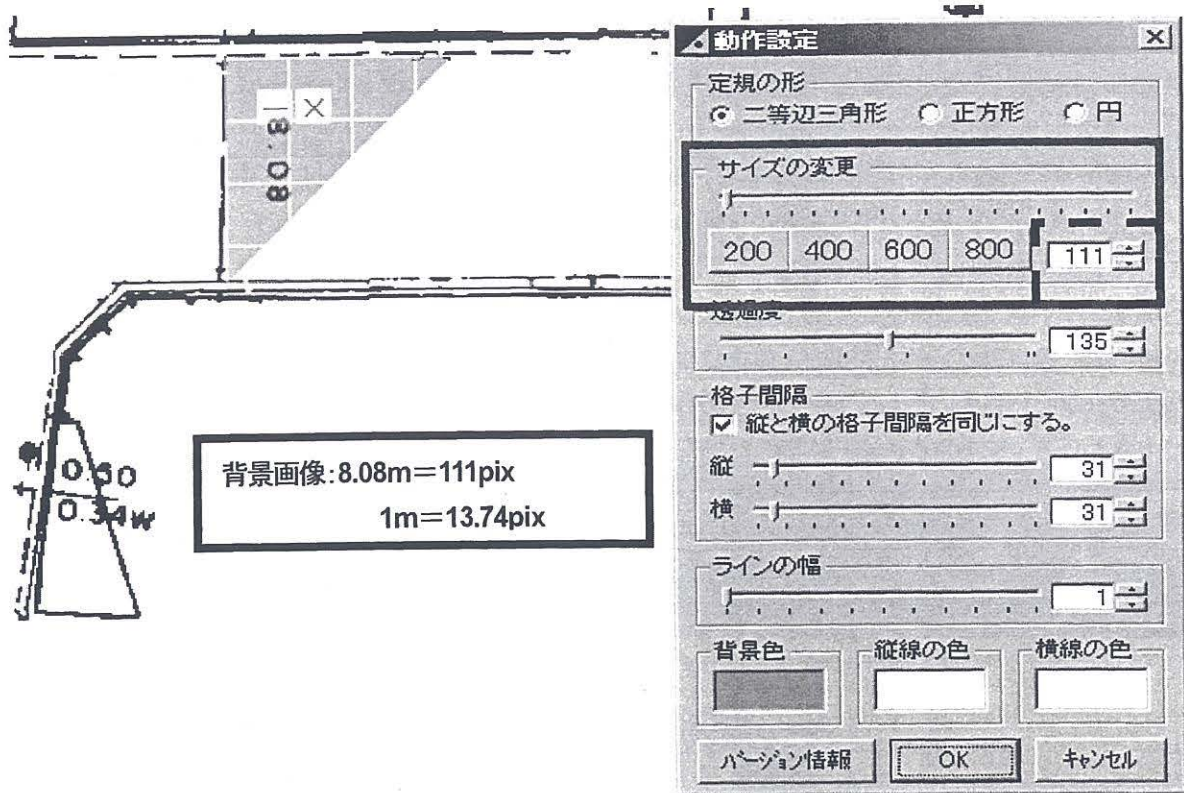 8.08
0.60
0.34w
背景画像:8.08m=111pix
1m=13.74pix
動作設定
定規の形
二等辺三角形 正方形 円
サイズの変更
200 400 600 800 111
透過度
135
格子間隔
縦と横の格子間隔を同じにする。
縦 31
横 31
ラインの幅
1
背景色 縦線の色 横線の色
バージョン情報 OK キャンセル